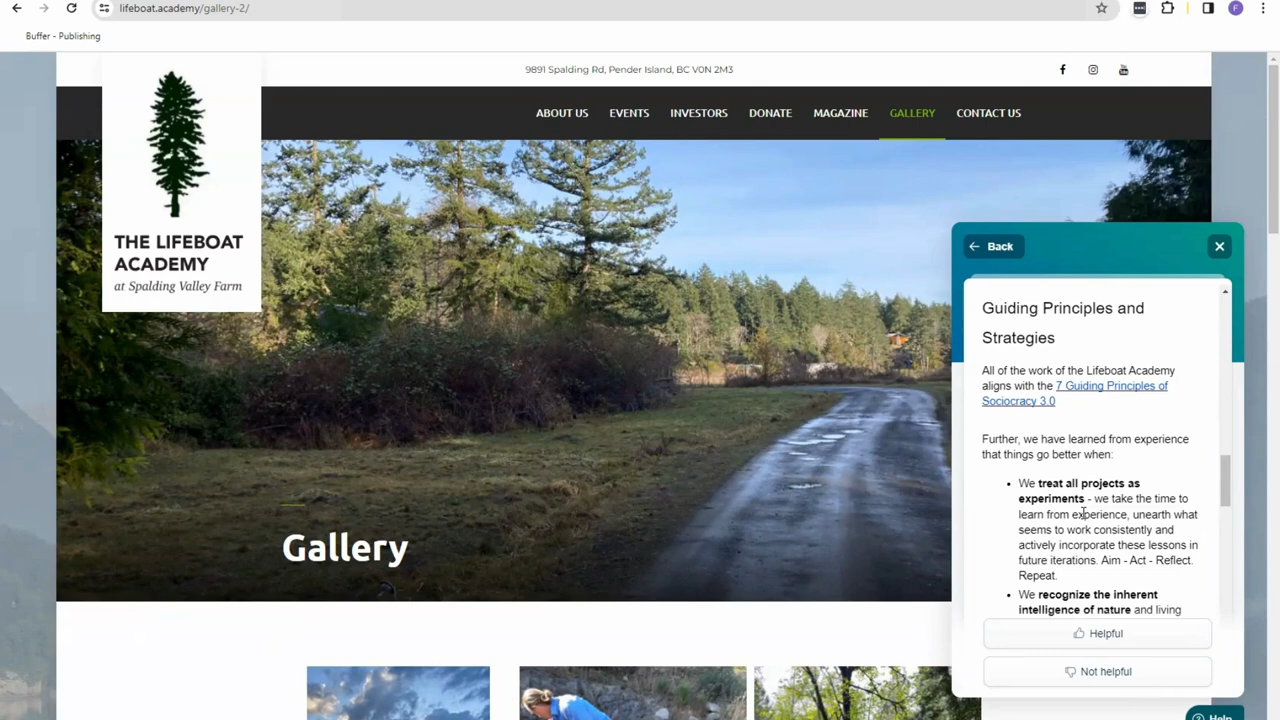 lifeboat.academy/gallery-2/
F
Buffer - Publishing
9891 Spalding Rd, Pender Island, BC V0N 2M3
ABOUT US
EVENTS
INVESTORS
DONATE
MAGAZINE
GALLERY
CONTACT US
THE LIFEBOAT
ACADEMY
at Spalding Valley Farm
Gallery
Back
Guiding Principles and
Strategies
All of the work of the Lifeboat Academy
aligns with the 7 Guiding Principles of
Sociocracy 3.0
Further, we have learned from experience
that things go better when:
We treat all projects as
experiments - we take the time to
learn from experience, unearth what
seems to work consistently and
actively incorporate these lessons in
future iterations. Aim - Act - Reflect.
Repeat.
We recognize the inherent
intelligence of nature and living
Helpful
Not helpful
Help